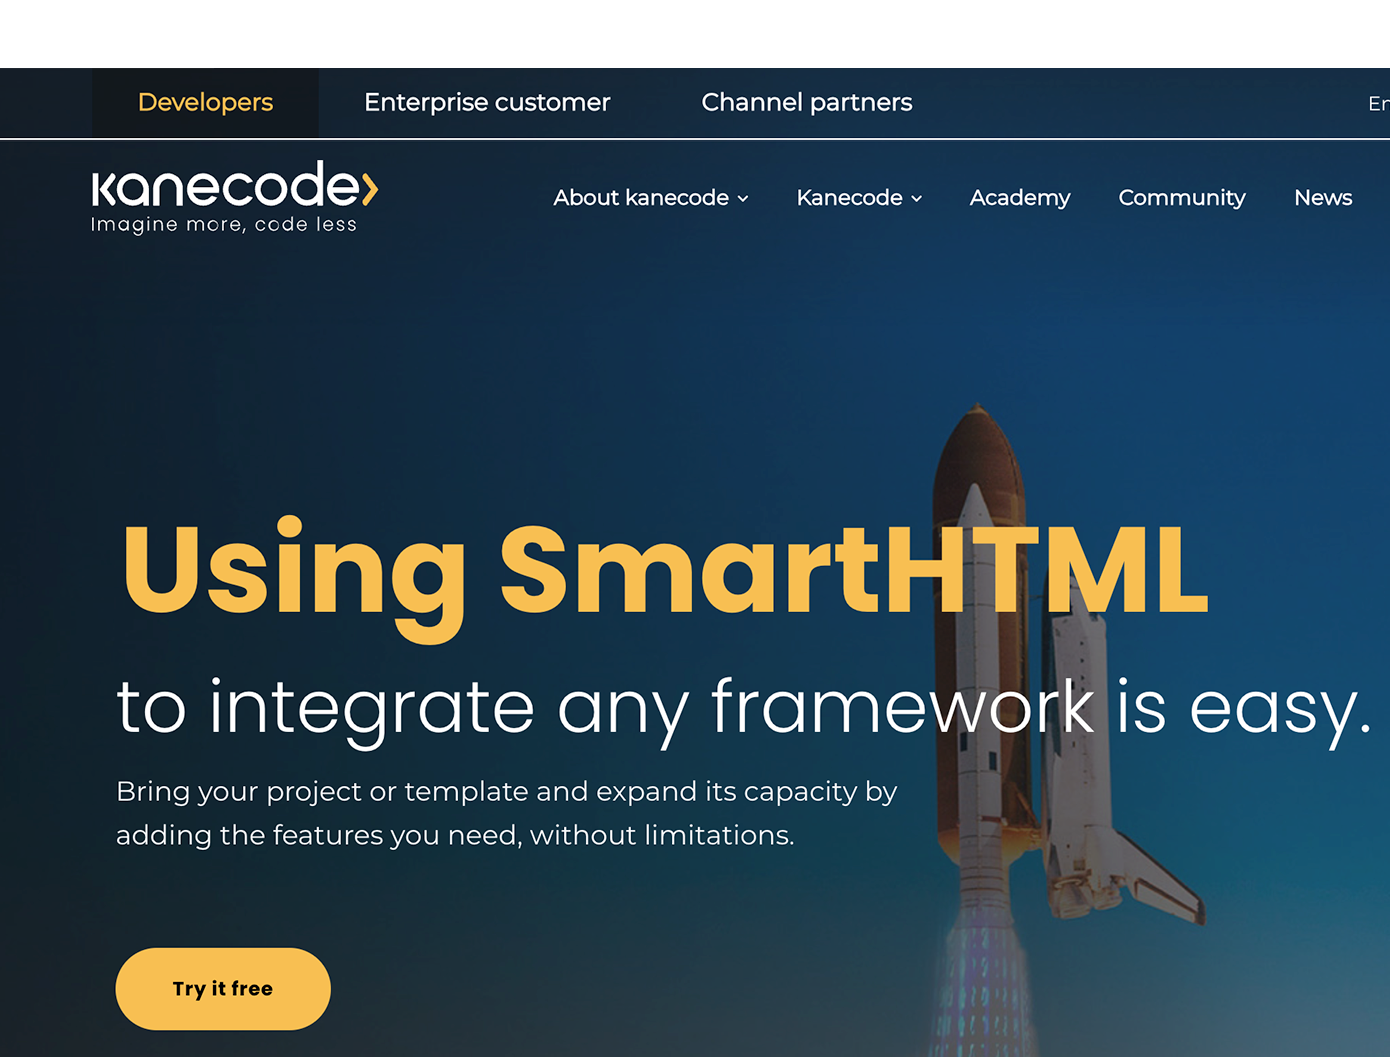 Developers Enterprise customer Channel partners
kanecode
Imagine more, code less
About kanecode Kanecode Academy Community News
Using SmartHTML
to integrate any framework is easy.
Bring your project or template and expand its capacity by
adding the features you need, without limitations.
Try it free